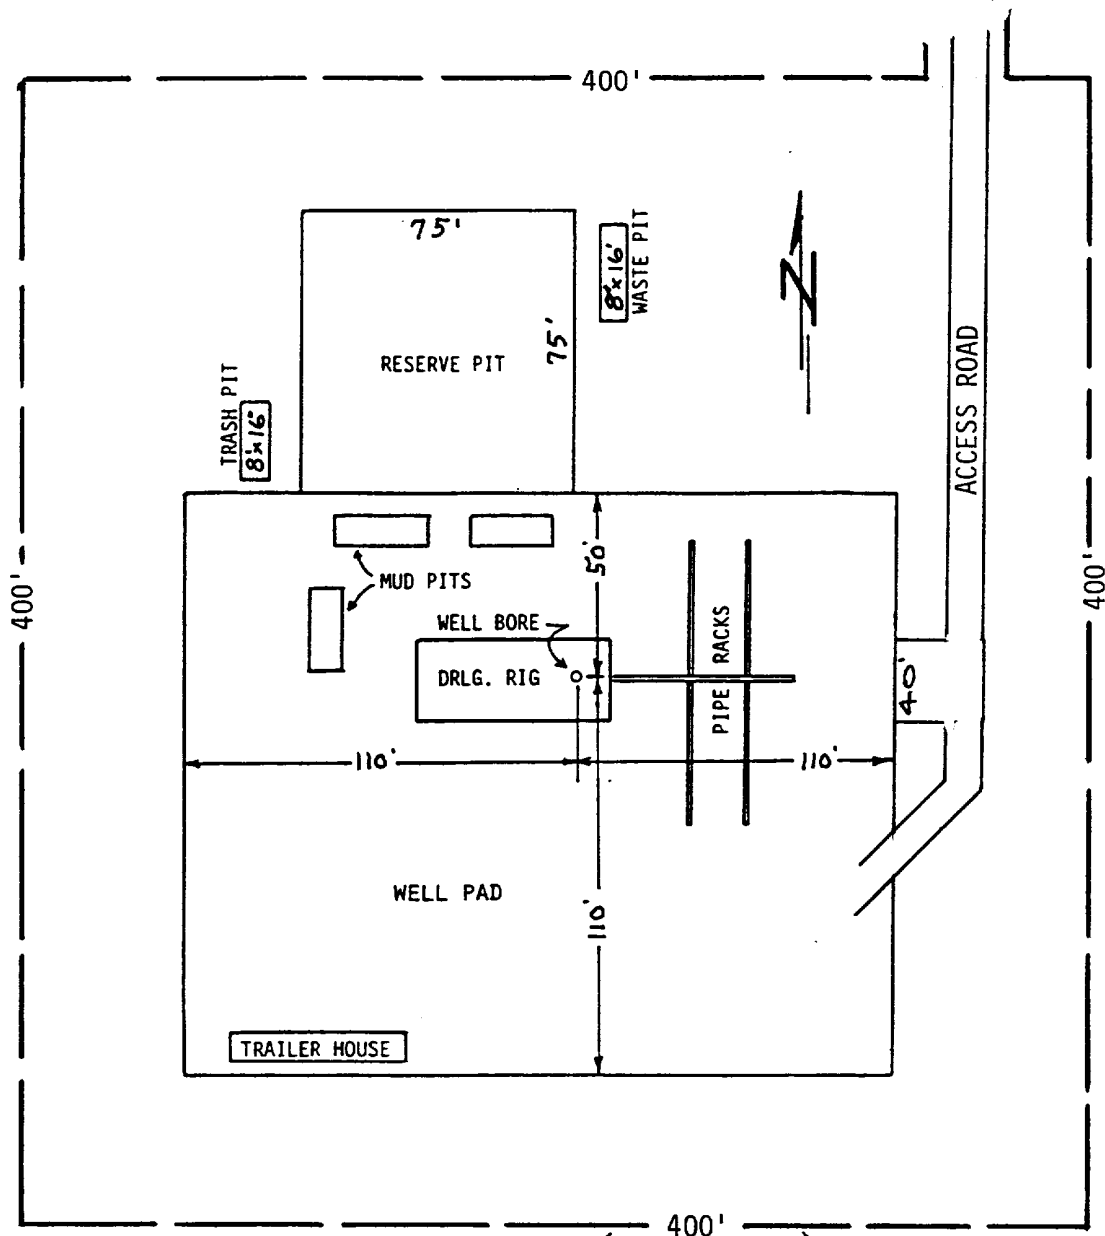 400'
75'
8'x16'
WASTE PIT
N
75'
RESERVE PIT
TRASH PIT
8'x16'
ACCESS ROAD
400'
400'
50'
MUD PITS
WELL BORE
DRLG. RIG
PIPE RACKS
40'
110'
110'
WELL PAD
110'
TRAILER HOUSE
400'